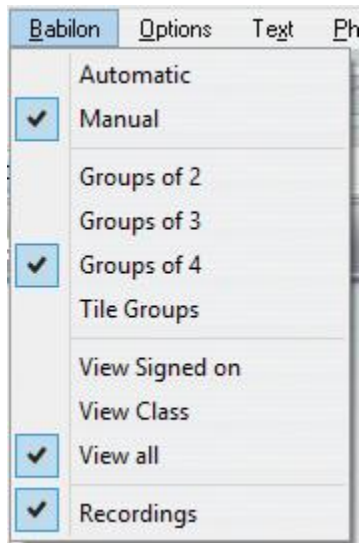 Babilon Options Text Ph
Automatic
Manual
Groups of 2
Groups of 3
Groups of 4
Tile Groups
View Signed on
View Class
View all
Recordings